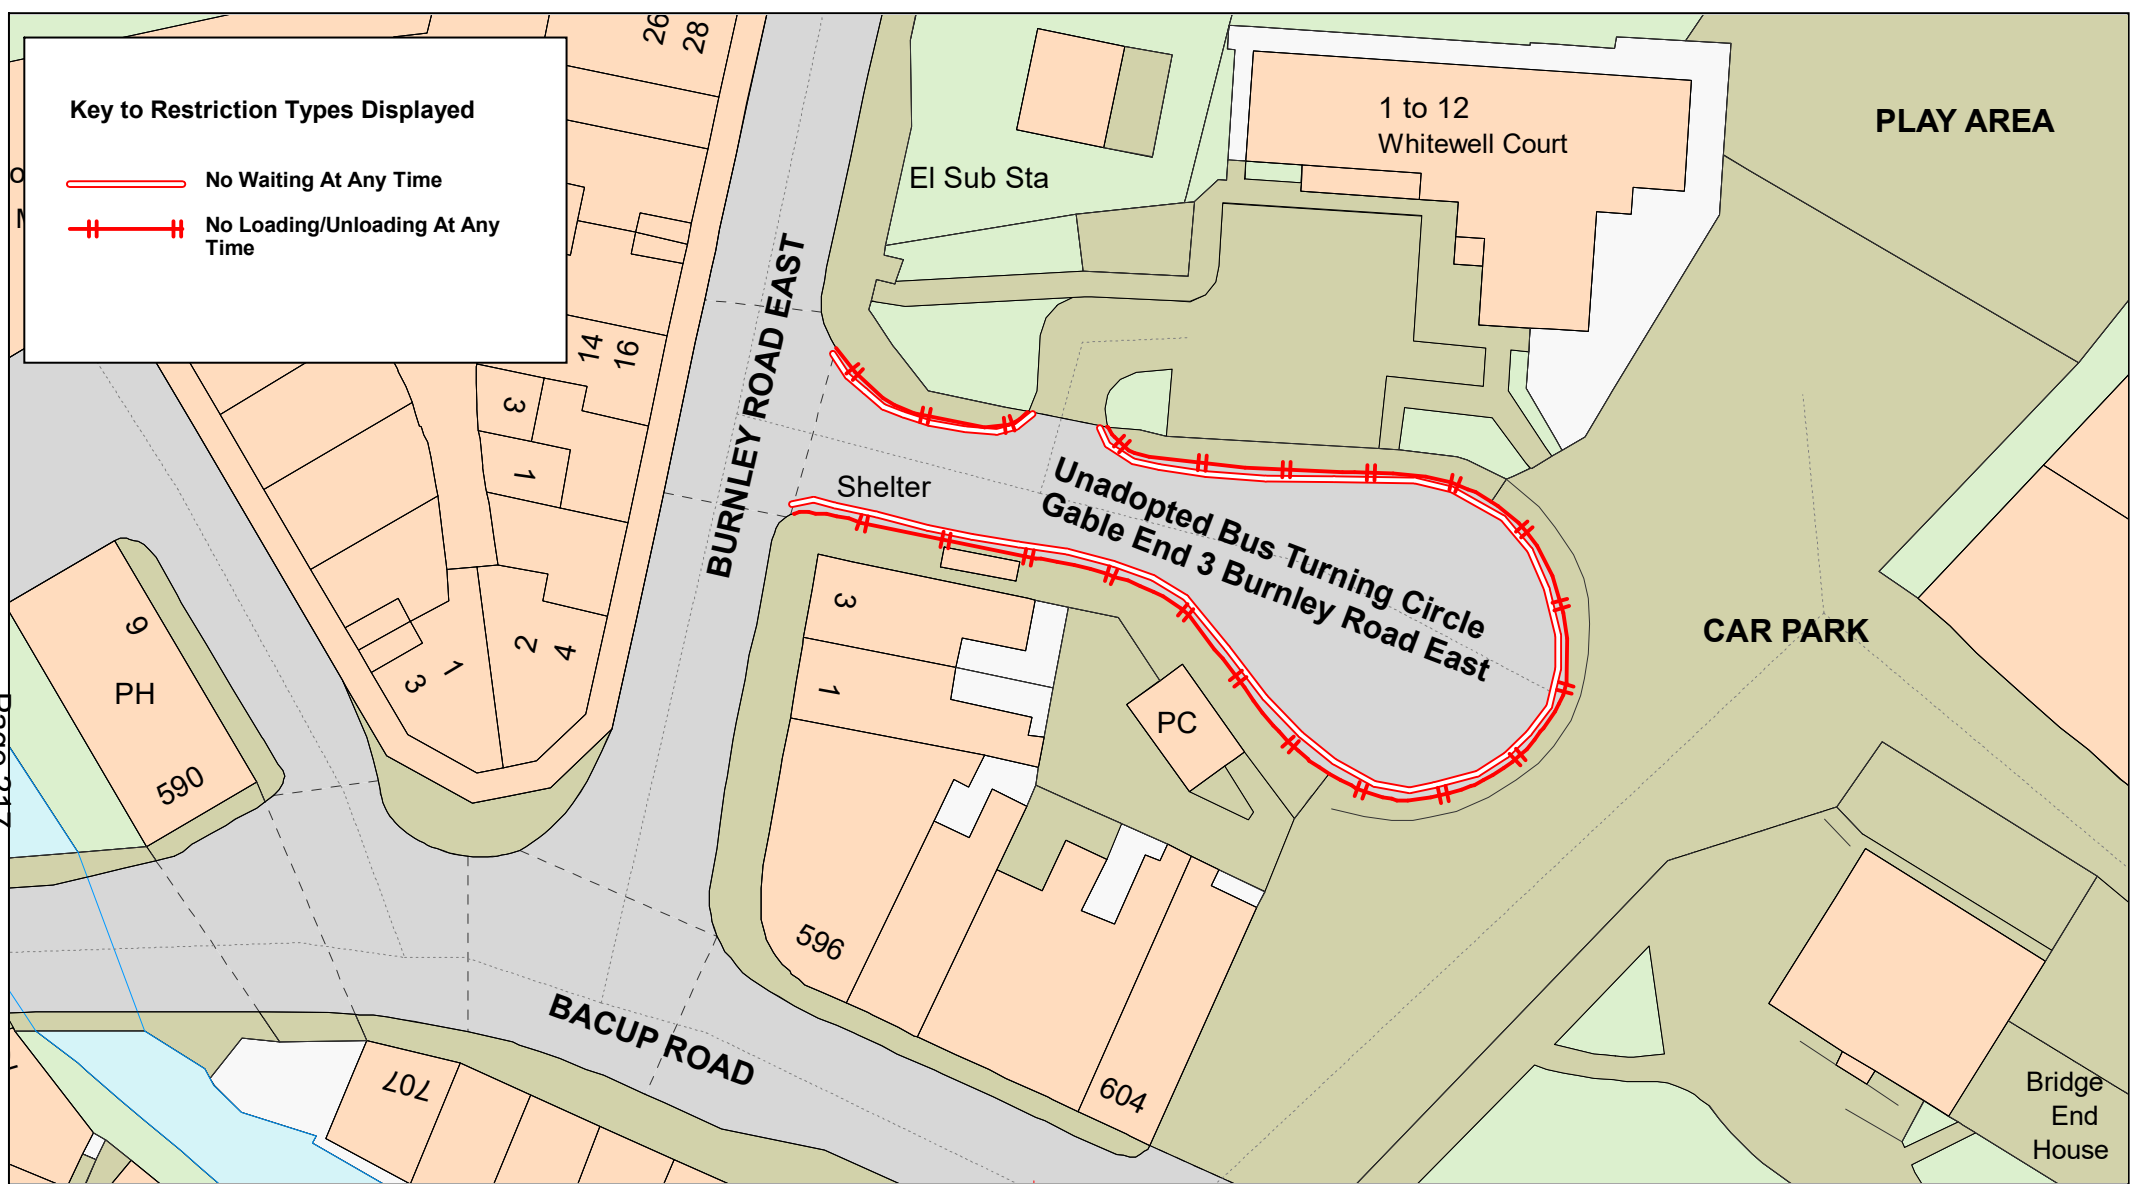 Key to Restriction Types Displayed
No Waiting At Any Time
No Loading/Unloading At Any
Time
26
28
1 to 12
Whitewell Court
PLAY AREA
El Sub Sta
BURNLEY ROAD EAST
14
16
3
1
Shelter
Unadopted Bus Turning Circle
Gable End 3 Burnley Road East
CAR PARK
9
PH
590
2
4
1
3
3
1
PC
596
604
BACUP ROAD
707
Bridge
End
House